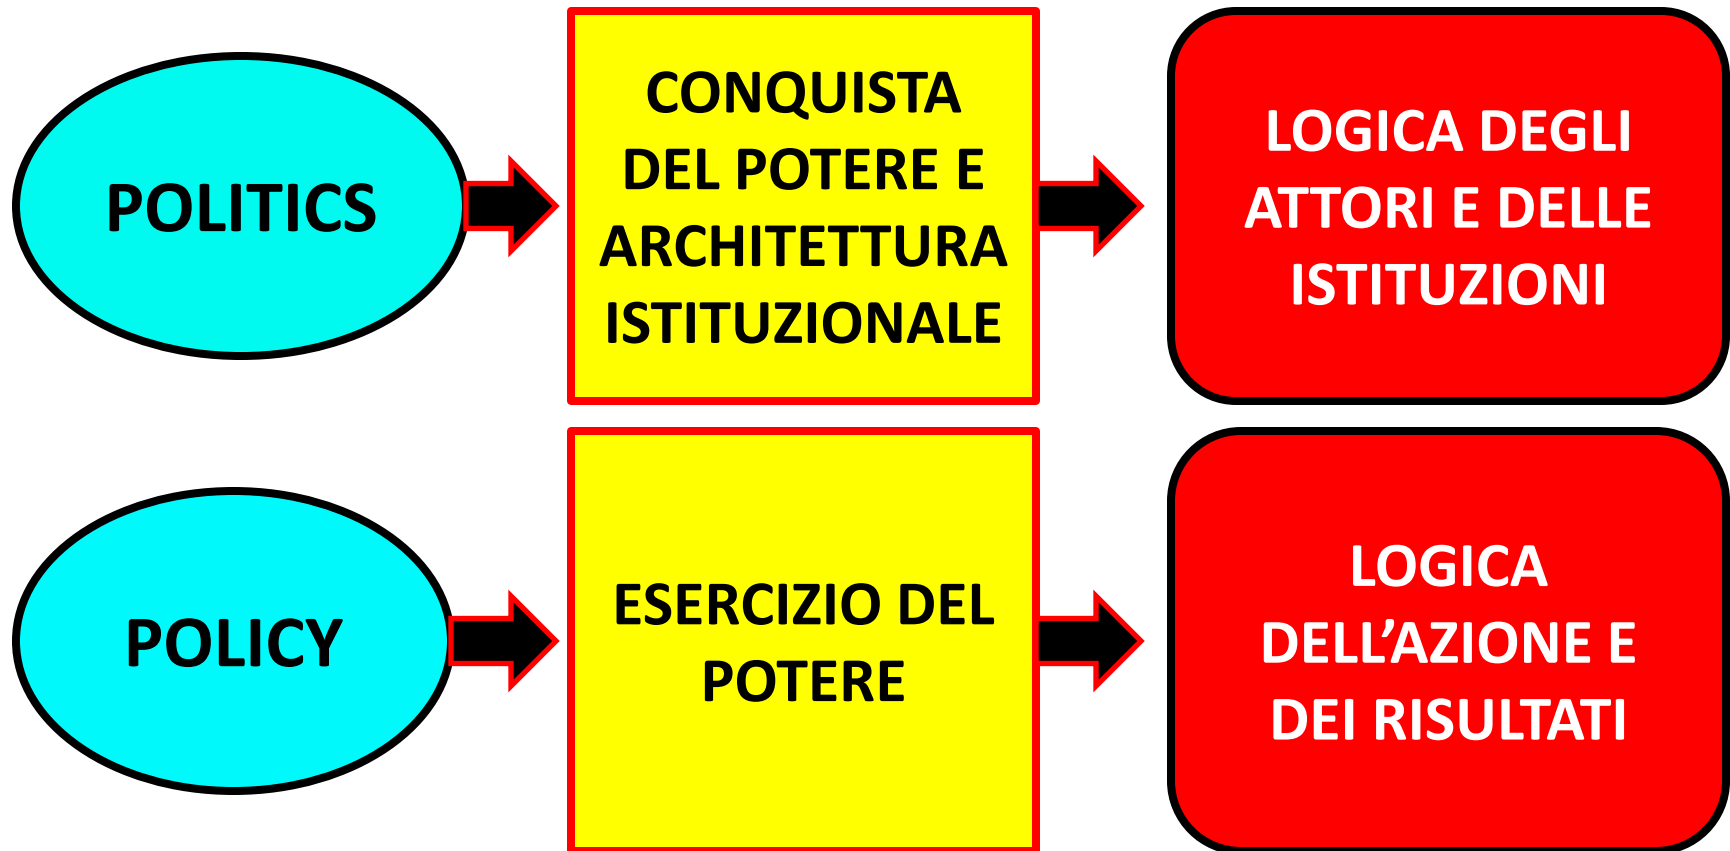 POLITICS
CONQUISTA
DEL POTERE E
ARCHITETTURA
ISTITUZIONALE
LOGICA DEGLI
ATTORI E DELLE
ISTITUZIONI
POLICY
ESERCIZIO DEL
POTERE
LOGICA
DELL’AZIONE E
DEI RISULTATI